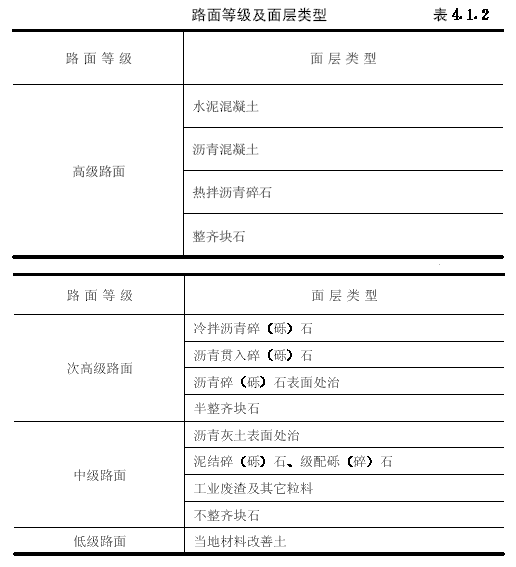 路面等级及面层类型 表 4.1.2
路面等级 面层类型
高级路面
水泥混凝土
沥青混凝土
热拌沥青碎石
整齐块石
路面等级 面层类型
次高级路面
冷拌沥青碎（砾）石
沥青贯入碎（砾）石
沥青碎（砾）石表面处治
半整齐块石
中级路面
沥青灰土表面处治
泥结碎（砾）石、级配砾（碎）石
工业废渣及其它粒料
不整齐块石
低级路面 当地材料改善土